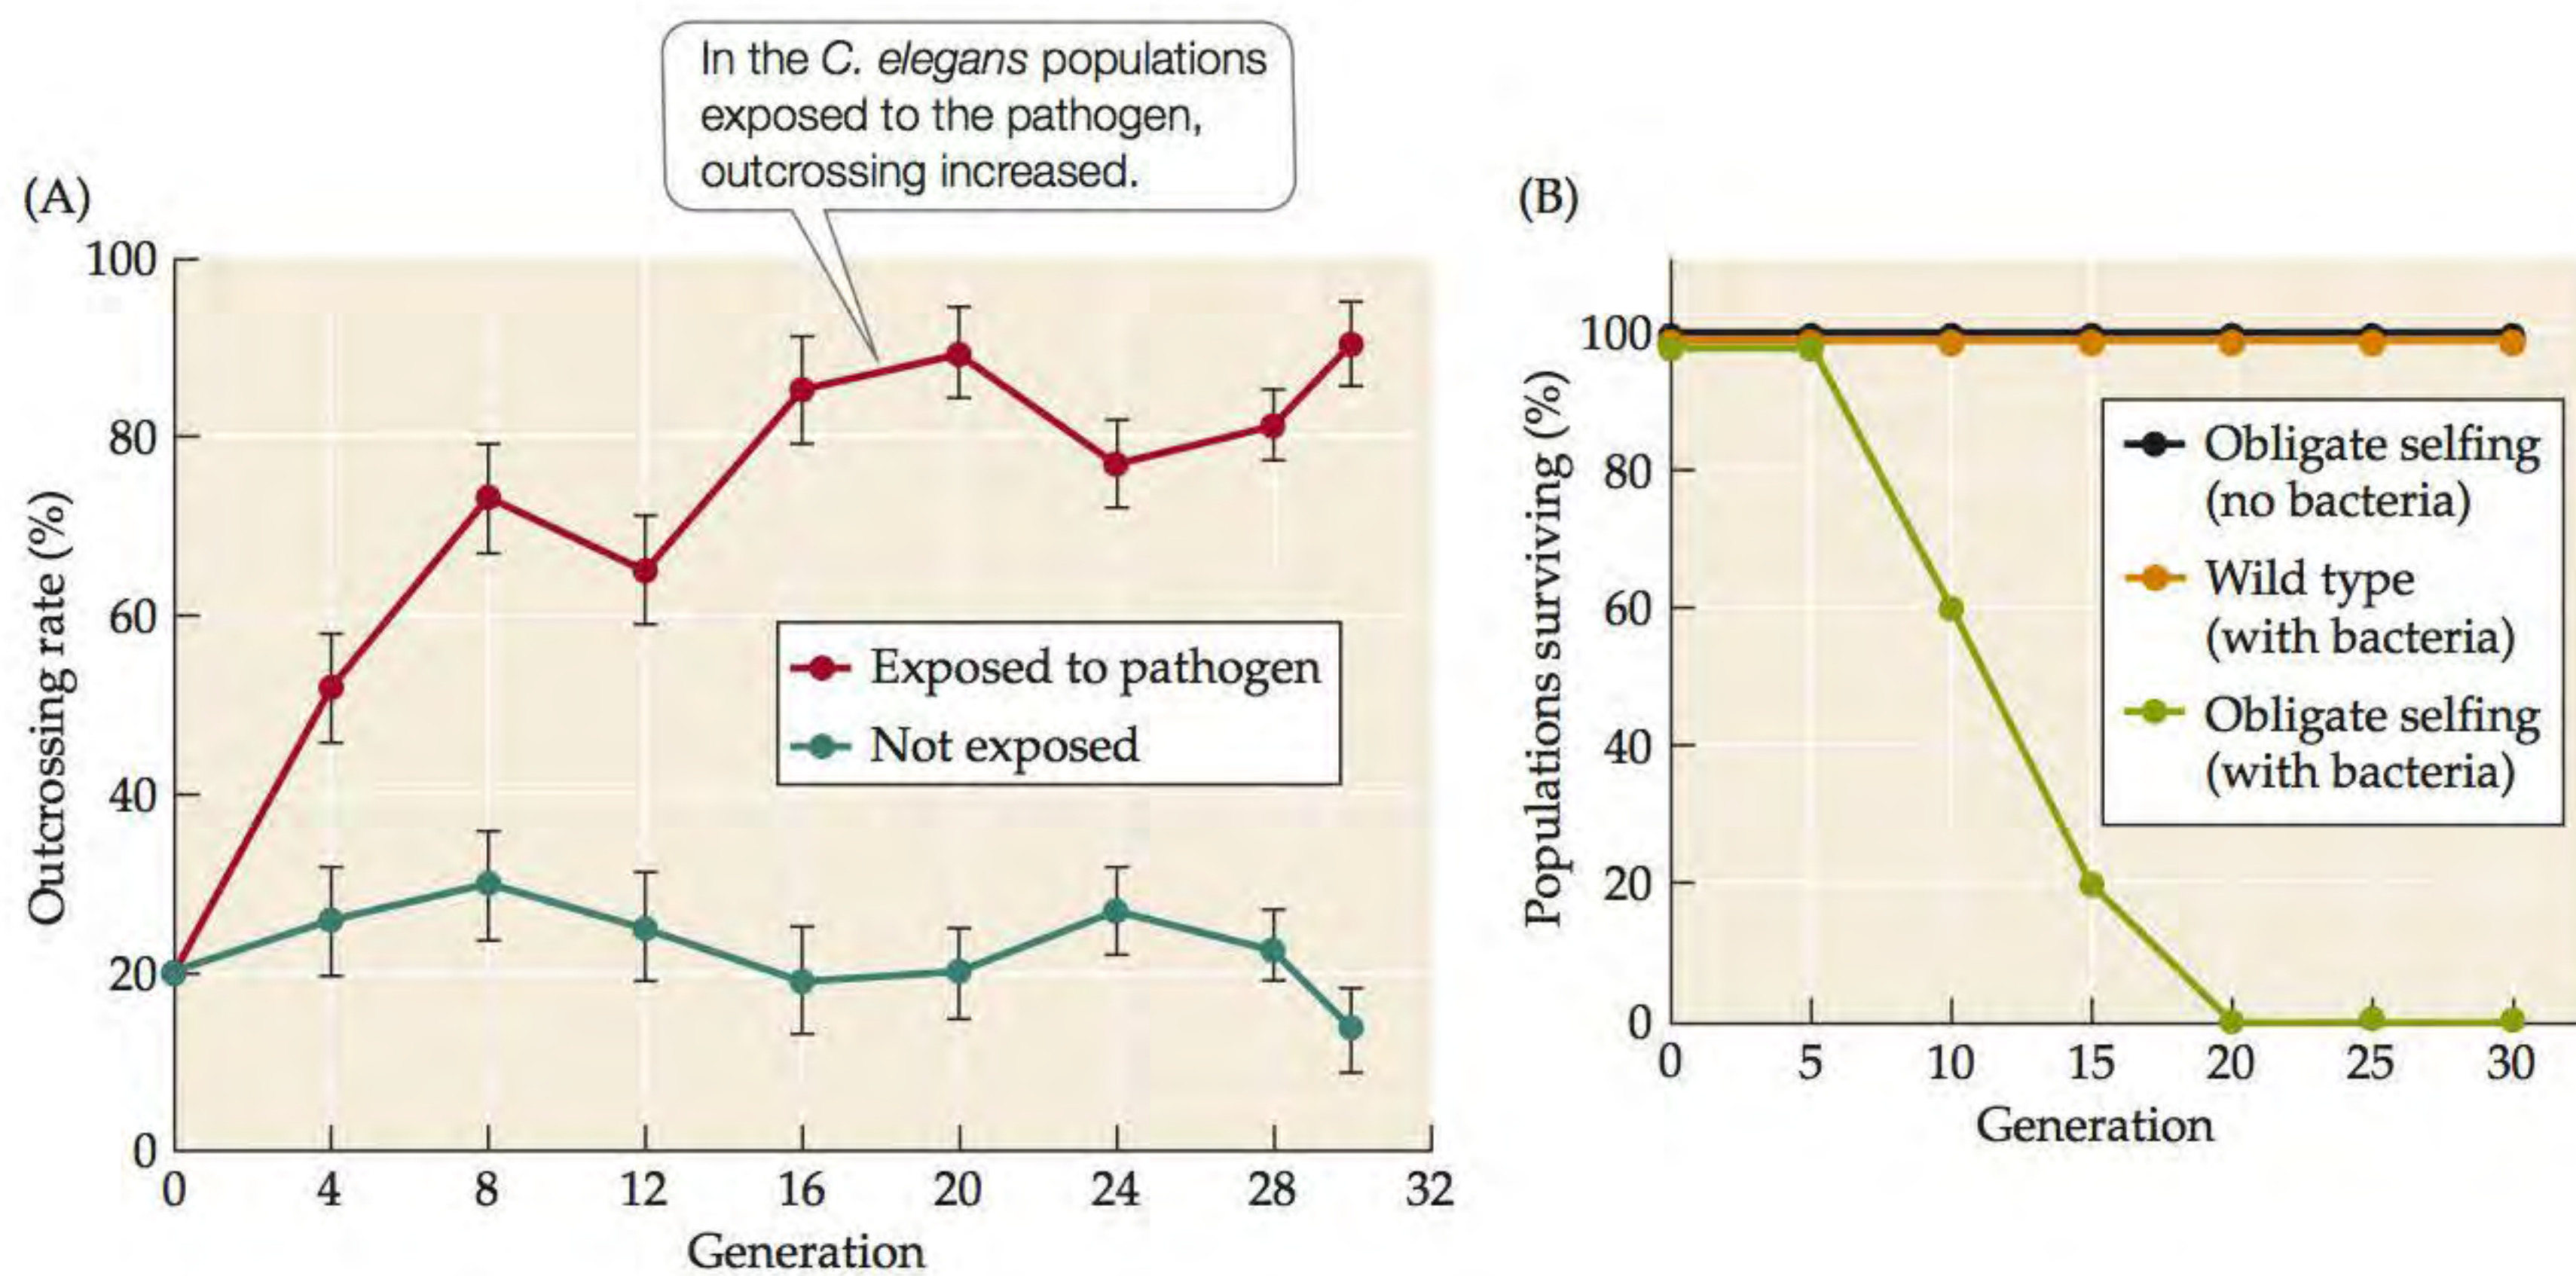 In the C. elegans populations
exposed to the pathogen,
outcrossing increased.
(A)
100
80
60
40
20
0
Outcrossing rate (%)
Exposed to pathogen
Not exposed
0 4 8 12 16 20 24 28 32
Generation
(B)
100
80
60
40
20
0
Populations surviving (%)
Obligate selfing
(no bacteria)
Wild type
(with bacteria)
Obligate selfing
(with bacteria)
0 5 10 15 20 25 30
Generation